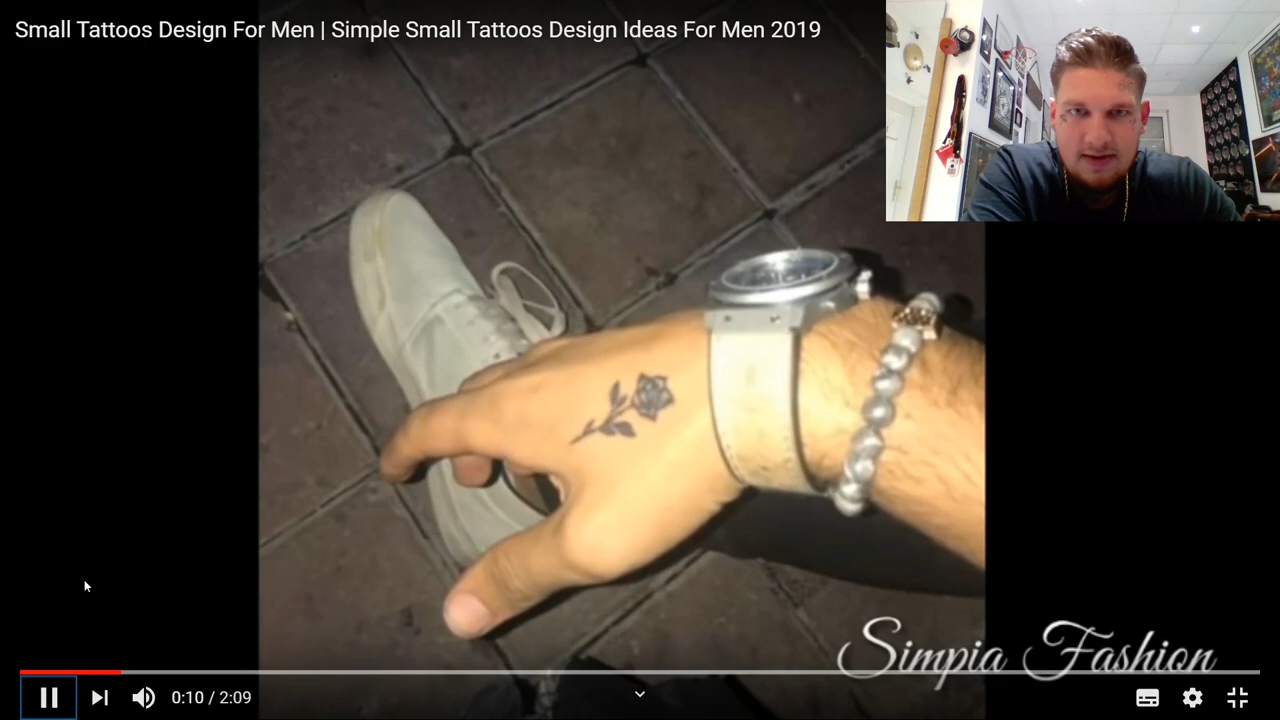 Small Tattoos Design For Men | Simple Small Tattoos Design Ideas For Men 2019
Simpia Fashion
0:10 / 2:09